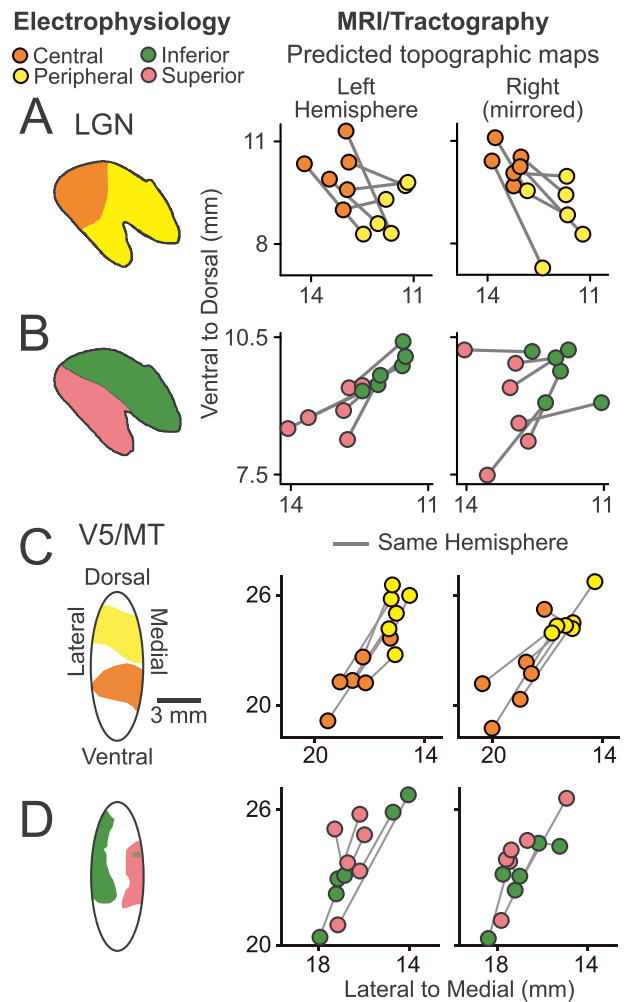 Electrophysiology
MRI/Tractography
Central
Inferior
Peripheral
Superior
Predicted topographic maps
Left
Hemisphere
Right
(mirrored)
A
LGN
11
8
14
11
14
11
Ventral to Dorsal (mm)
B
10.5
7.5
14
11
14
11
C
V5/MT
Same Hemisphere
Dorsal
Lateral
Medial
Ventral
3 mm
26
20
20
14
20
14
D
26
20
18
14
18
14
Lateral to Medial (mm)